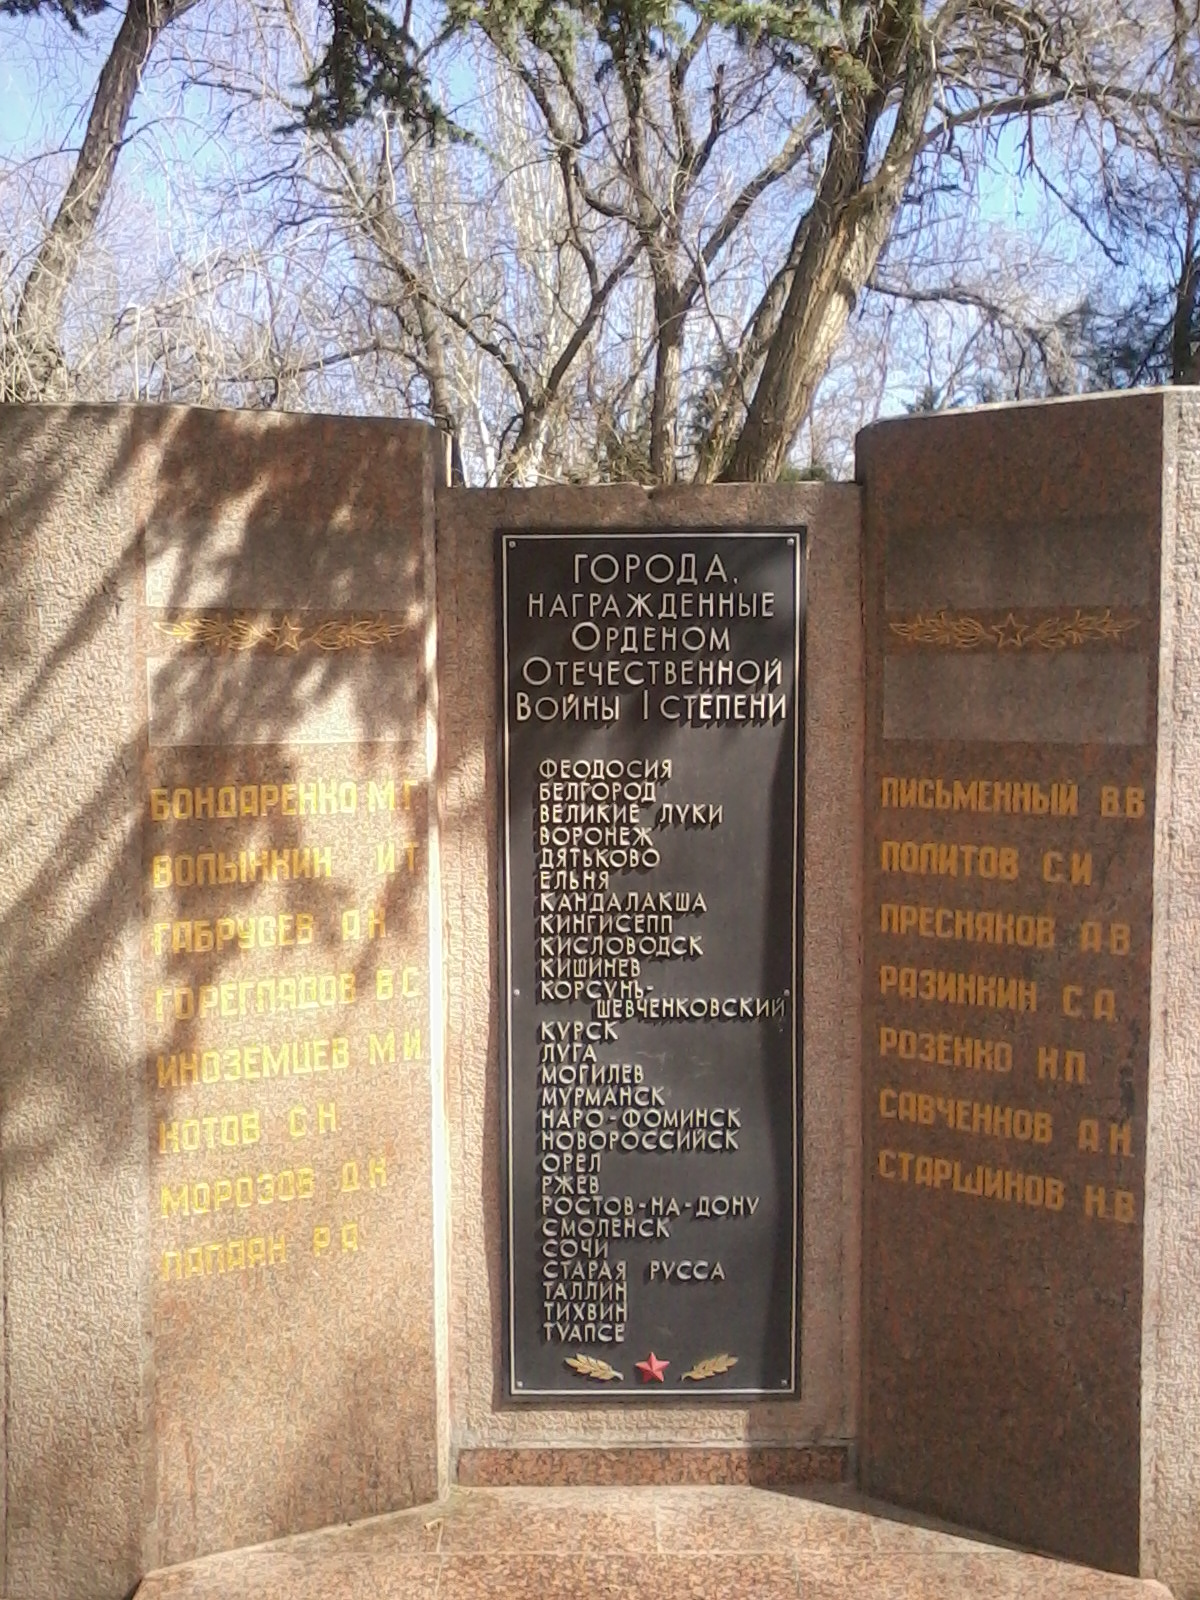 ГОРОДА,
НАГРАЖДЕННЫЕ
ОРДЕНОМ
ОТЕЧЕСТВЕННОЙ
ВОЙНЫ I СТЕПЕНИ
ФЕОДОСИЯ
БЕЛГОРОД
ВЕЛИКИЕ ЛУКИ
ВОРОНЕЖ
ДЯТЬКОВО
ЕЛЬНЯ
КАНДАЛАКША
КИНГИСЕПП
КИСЛОВОДСК
КИШИНЕВ
КОРСУНЬ-
ШЕВЧЕНКОВСКИЙ
КУРСК
ЛУГА
МОГИЛЕВ
МУРМАНСК
НАРО-ФОМИНСК
НОВОРОССИЙСК
ОРЕЛ
РЖЕВ
РОСТОВ-НА-ДОНУ
СМОЛЕНСК
СОЧИ
СТАРАЯ РУССА
ТАЛЛИН
ТИХВИН
ТУАПСЕ
БОНДАРЕНКО М Г
ВОЛЫНКИН И Т
ГАБРУСЕВ
ГОРЕГЛАДОВ В С
ИНОЗЕМЦЕВ М И
КОТОВ С Н
МОРОЗОВ
ПАПАЯН Р А
ПИСЬМЕННЫЙ В В
ПОЛИТОВ С.И
ПРЕСНЯКОВ А В
РАЗИНКИН С.А
РОЗЕНКО Н.П.
САВЧЕНКОВ
СТАРШИНОВ Н.В